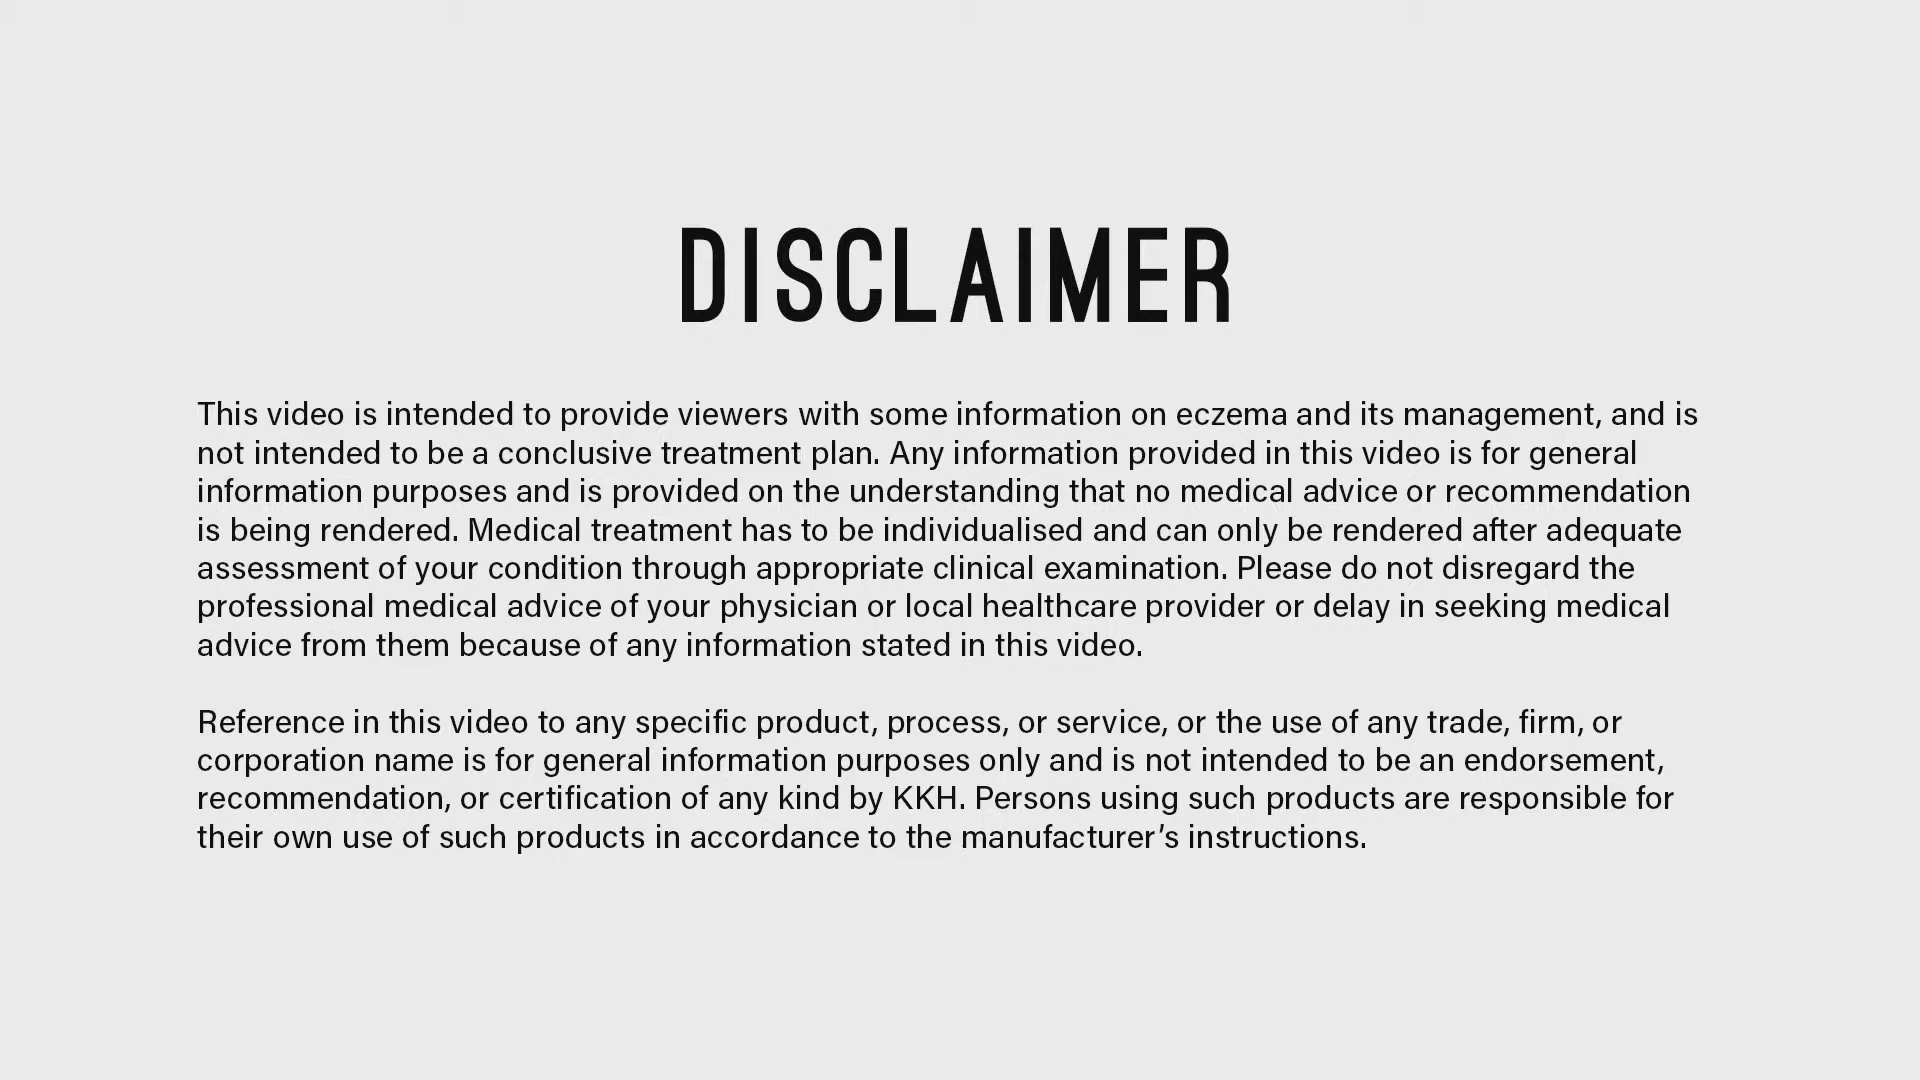 DISCLAIMER
This video is intended to provide viewers with some information on eczema and its management, and is
not intended to be a conclusive treatment plan. Any information provided in this video is for general
information purposes and is provided on the understanding that no medical advice or recommendation
is being rendered. Medical treatment has to be individualised and can only be rendered after adequate
assessment of your condition through appropriate clinical examination. Please do not disregard the
professional medical advice of your physician or local healthcare provider or delay in seeking medical
advice from them because of any information stated in this video.
Reference in this video to any specific product, process, or service, or the use of any trade, firm, or
corporation name is for general information purposes only and is not intended to be an endorsement,
recommendation, or certification of any kind by KKH. Persons using such products are responsible for
their own use of such products in accordance to the manufacturer’s instructions.